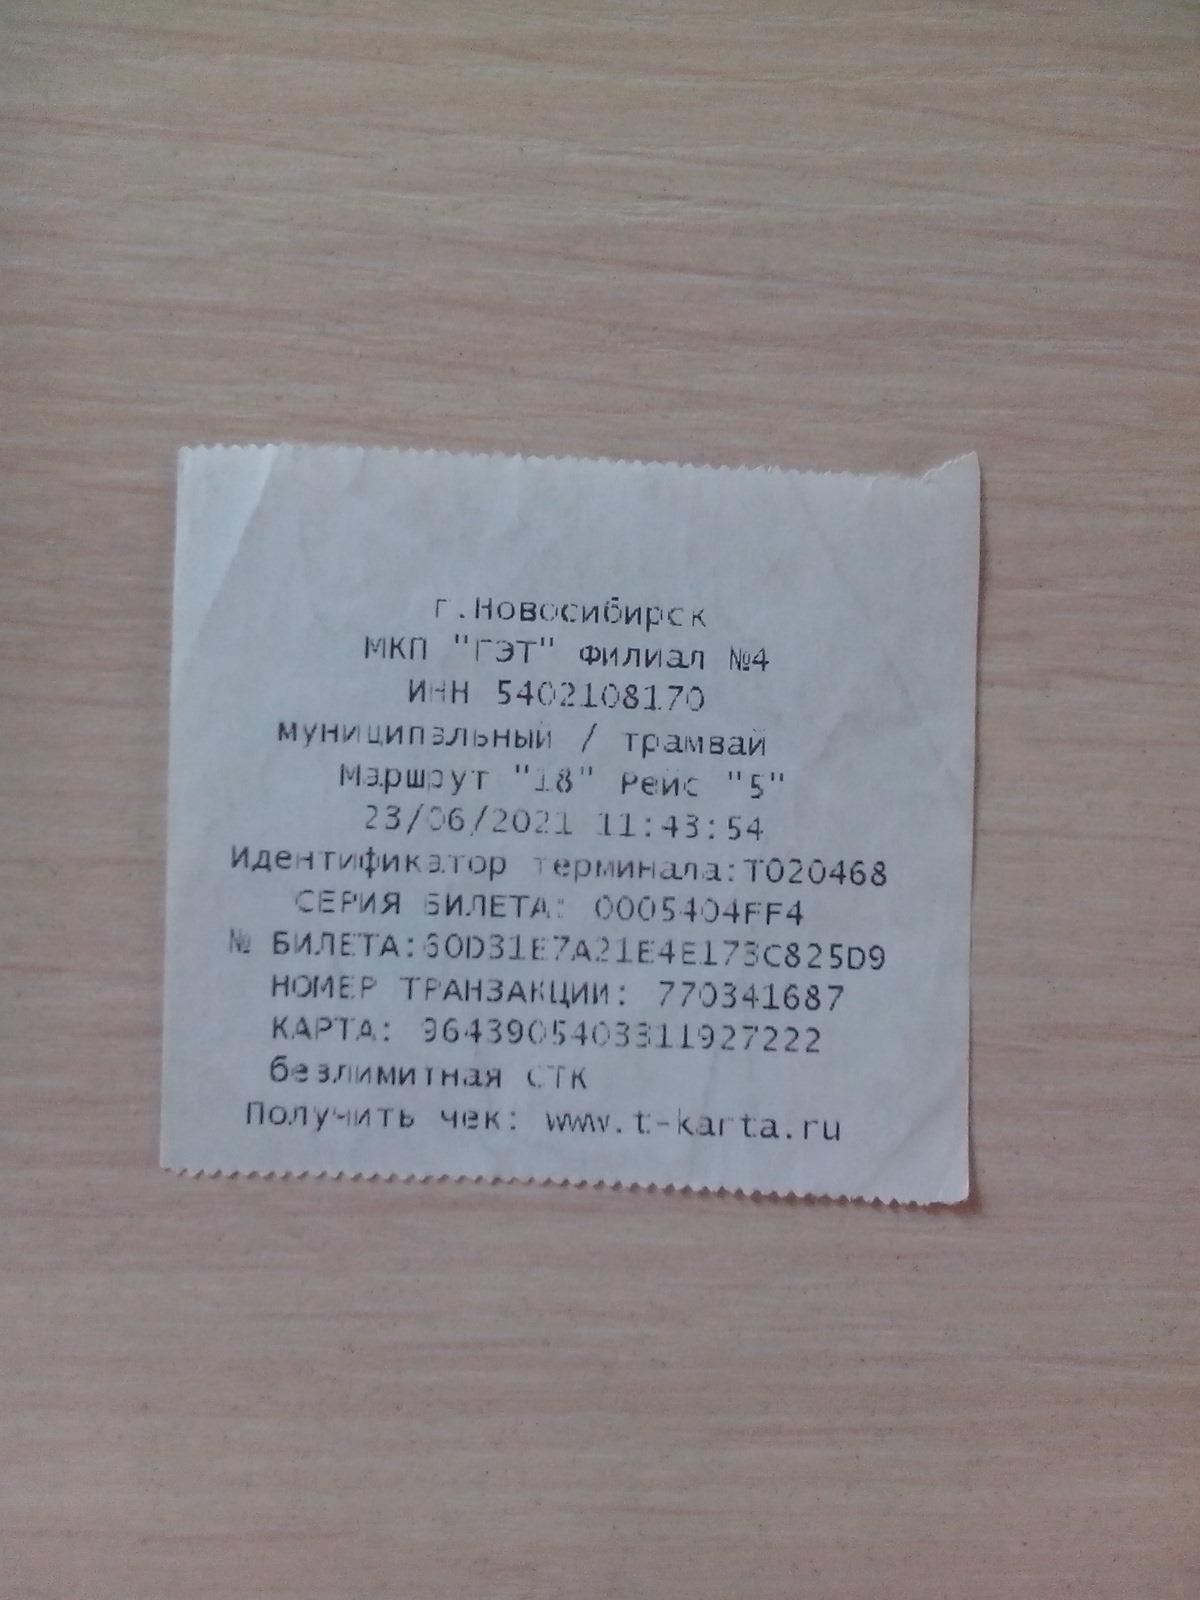 г.Новосибирск
МКП "ГЭТ" Филиал №4
ИНН 5402108170
муниципальный / трамвай
Маршрут "18" Рейс "5"
23/06/2021 11:43:54
Идентификатор терминала:T020468
СЕРИЯ БИЛЕТА: 0005404FF4
№ БИЛЕТА:60D31E7A21E4E173C825D9
НОМЕР ТРАНЗАКЦИИ: 770341687
КАРТА: 9643905403311927222
безлимитная СТК
Получить чек: www.t-karta.ru